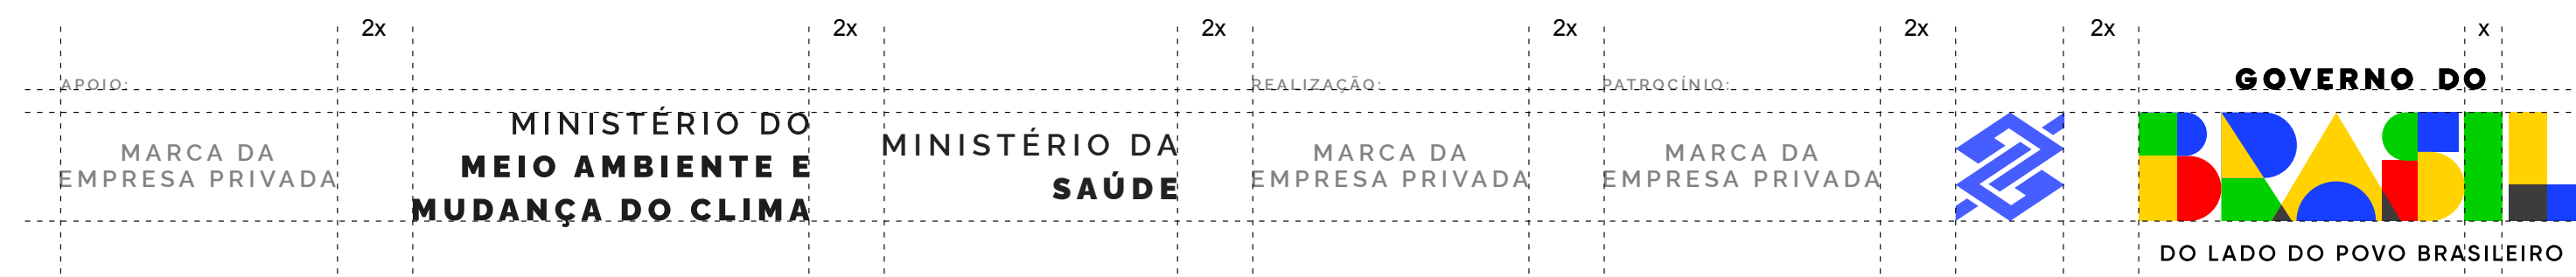 2x 2x 2x 2x 2x 2x x
APOIO:
MARCA DA
EMPRESA PRIVADA
MINISTÉRIO DO
MEIO AMBIENTE E
MUDANÇA DO CLIMA
MINISTÉRIO DA
SAÚDE
REALIZAÇÃO:
MARCA DA
EMPRESA PRIVADA
PATROCÍNIO:
MARCA DA
EMPRESA PRIVADA
GOVERNO DO
BRASIL
DO LADO DO POVO BRASILEIRO